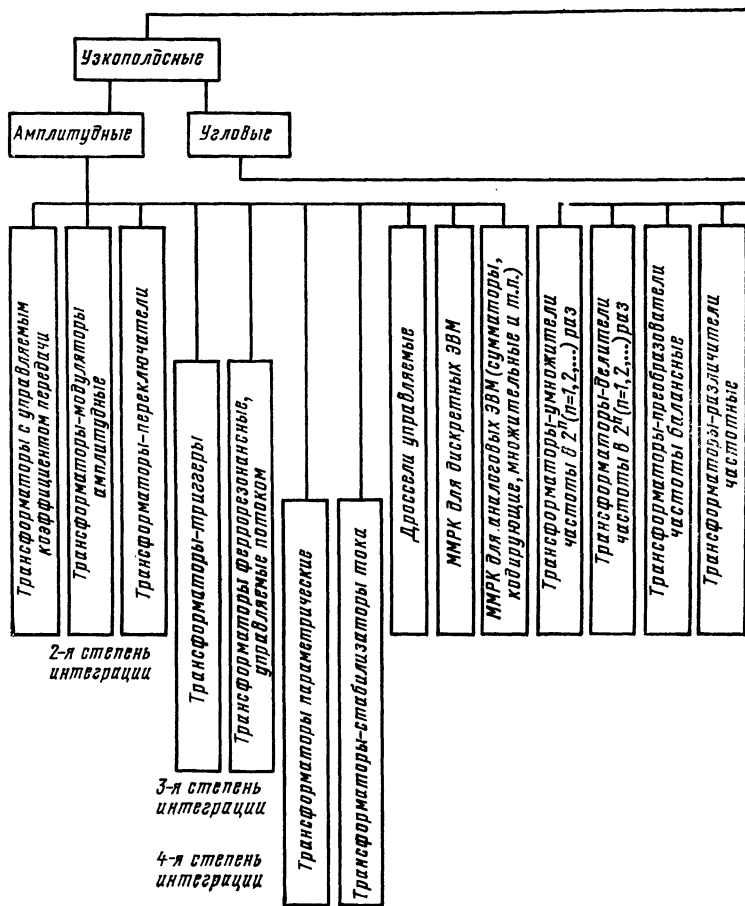 Узкополосные
Амплитудные
Угловые
Трансформаторы с управляемым
коэффициентом передачи
Трансформаторы-модуляторы
амплитудные
Трансформаторы-переключатели
Трансформаторы-триггеры
Трансформаторы феррорезонансные,
управляемые потоком
Трансформаторы параметрические
Трансформаторы-стабилизаторы тока
Дроссели управляемые
ММРК для дискретных ЭВМ
ММРК для аналоговых ЭВМ (сумматоры,
кодирующие, множительные и т.п.)
Трансформаторы-умножители
частоты в 2ⁿ (n=1,2,...) раз
Трансформаторы-делители
частоты в 2ⁿ (n=1,2,...) раз
Трансформаторы-преобразователи
частоты балансные
Трансформаторы-различители
частотные
2-я степень
интеграции
3-я степень
интеграции
4-я степень
интеграции